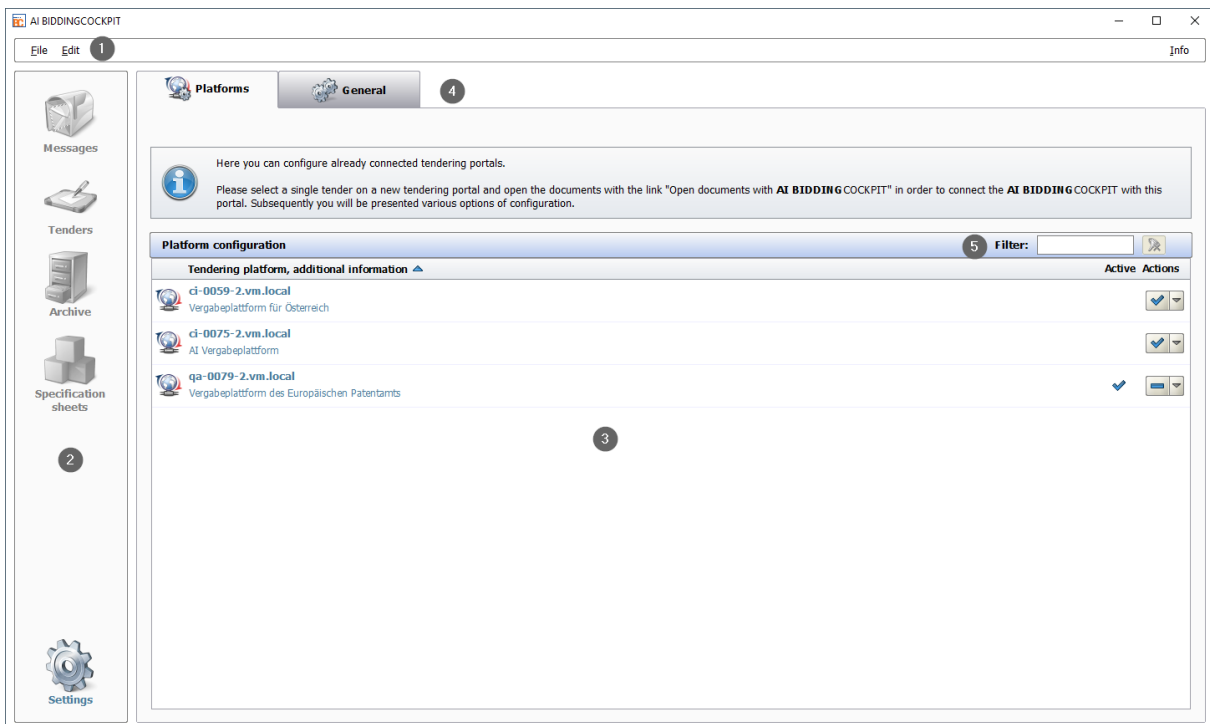 AI BIDDINGCOCKPIT
File Edit 1 Info
Messages
Tenders
Archive
Specification
sheets
2
Settings
Platforms General 4
Here you can configure already connected tendering portals.
Please select a single tender on a new tendering portal and open the documents with the link "Open documents with AI BIDDINGCOCKPIT" in order to connect the AI BIDDINGCOCKPIT with this
portal. Subsequently you will be presented various options of configuration.
Platform configuration 5 Filter:
Tendering platform, additional information Active Actions
ci-0059-2.vm.local
Vergabeplattform für Österreich
ci-0075-2.vm.local
AI Vergabeplattform
qa-0079-2.vm.local
Vergabeplattform des Europäischen Patentamts
3